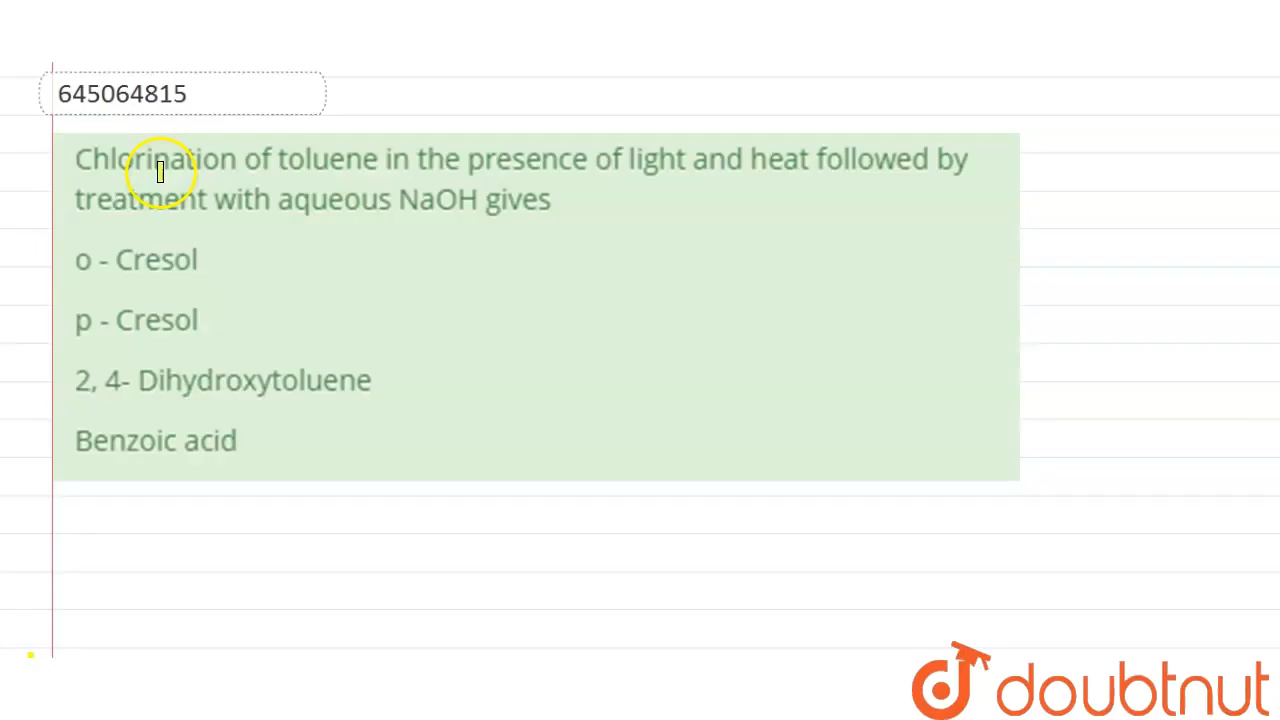 645064815
Chlorination of toluene in the presence of light and heat followed by
treatment with aqueous NaOH gives
o - Cresol
p - Cresol
2, 4- Dihydroxytoluene
Benzoic acid
doubtnut